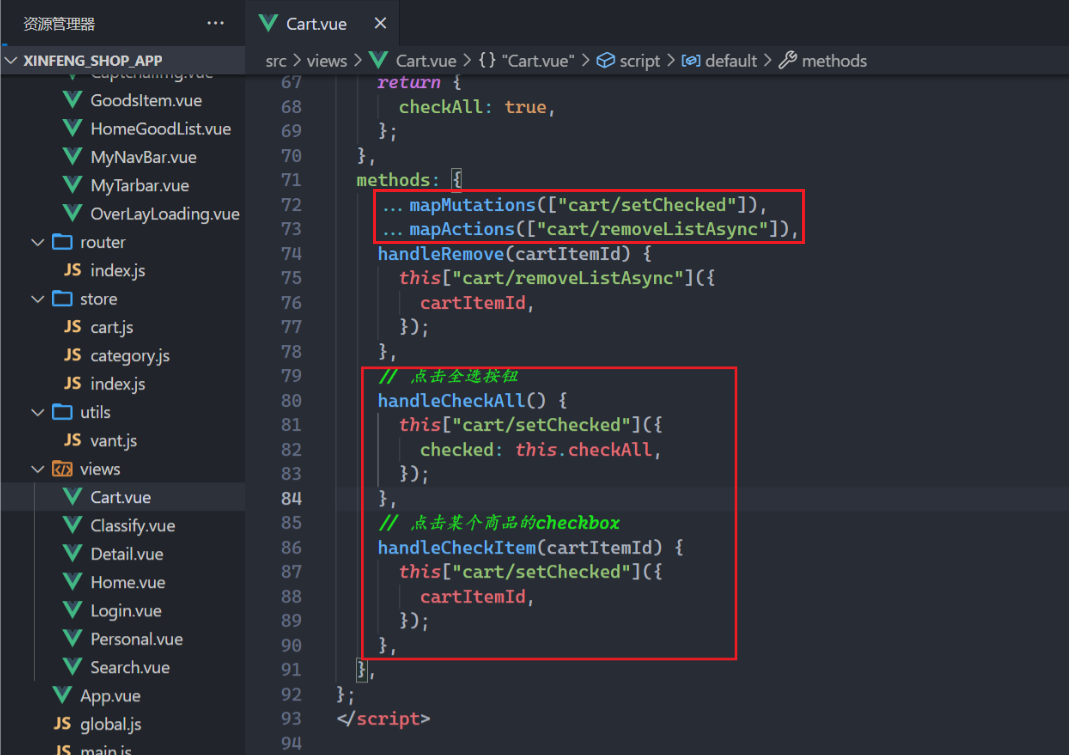 资源管理器
···
XINFENG_SHOP_APP
CaptchaImg.vue
GoodsItem.vue
HomeGoodList.vue
MyNavBar.vue
MyTarbar.vue
OverLayLoading.vue
router
JS index.js
store
JS cart.js
JS category.js
JS index.js
utils
JS vant.js
views
Cart.vue
Classify.vue
Detail.vue
Home.vue
Login.vue
Personal.vue
Search.vue
App.vue
JS global.js
JS main.js
Cart.vue ×
src > views > Cart.vue > {} "Cart.vue" > script > default > methods
67 return {
68 checkAll: true,
69 };
70 },
71 methods: {
72 ...mapMutations(["cart/setChecked"]),
73 ...mapActions(["cart/removeListAsync"]),
74 handleRemove(cartItemId) {
75 this["cart/removeListAsync"]({
76 cartItemId,
77 });
78 },
79 // 点击全选按钮
80 handleCheckAll() {
81 this["cart/setChecked"]({
82 checked: this.checkAll,
83 });
84 },
85 // 点击某个商品的checkbox
86 handleCheckItem(cartItemId) {
87 this["cart/setChecked"]({
88 cartItemId,
89 });
90 },
91 },
92 };
93 </script>
94